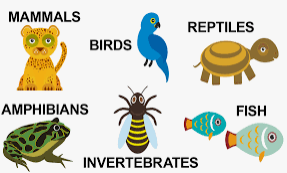 MAMMALS
BIRDS
REPTILES
AMPHIBIANS
INVERTEBRATES
FISH